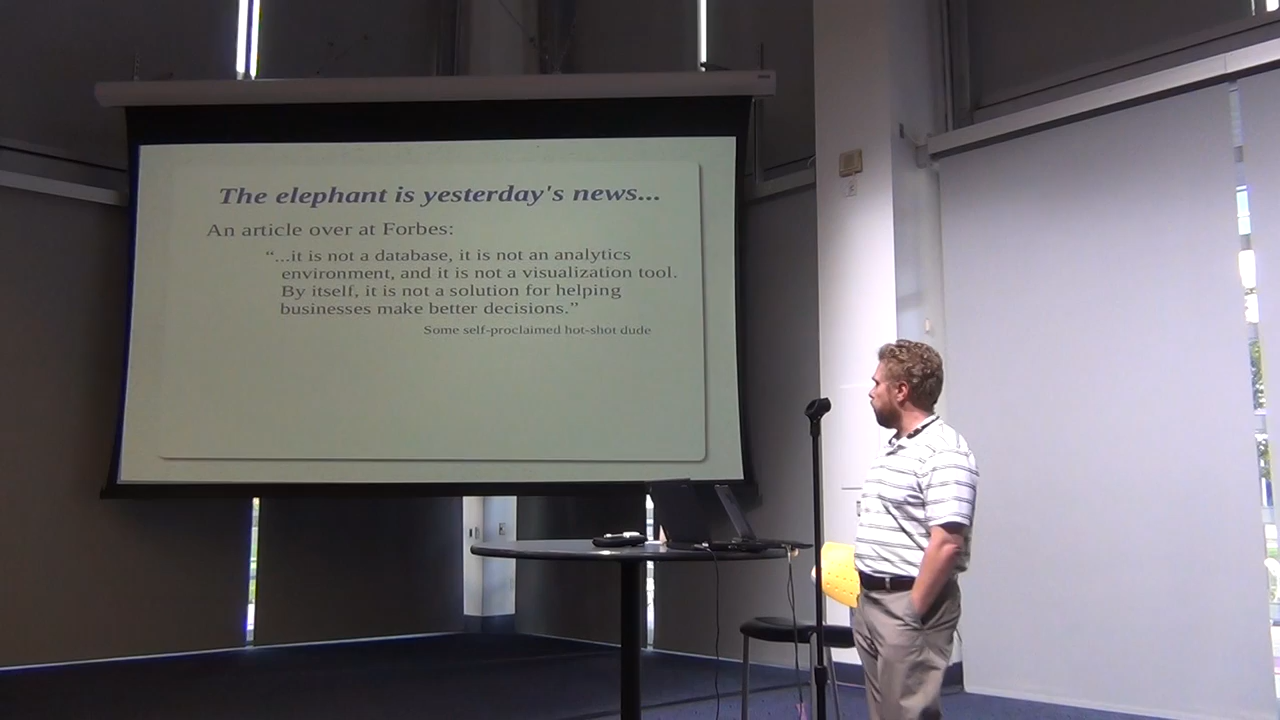 The elephant is yesterday's news...
An article over at Forbes:
“...it is not a database, it is not an analytics
environment, and it is not a visualization tool.
By itself, it is not a solution for helping
businesses make better decisions.”
Some self-proclaimed hot-shot dude